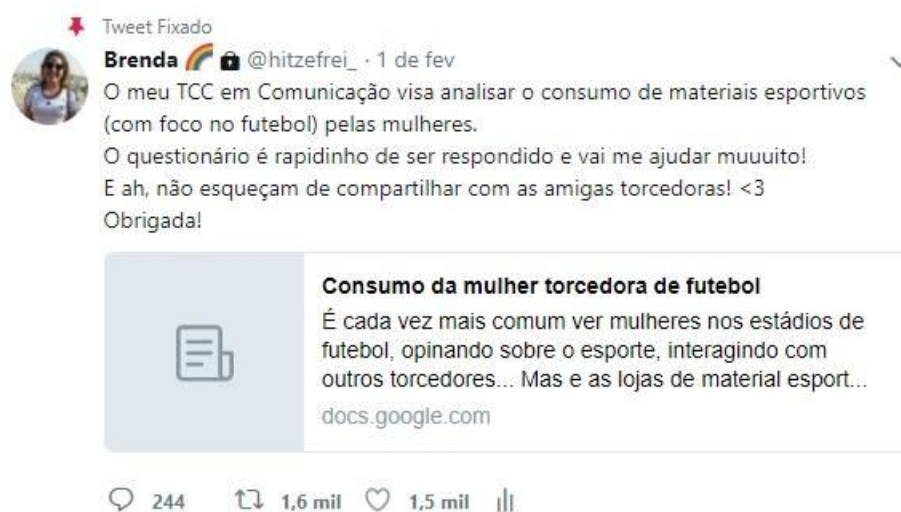 Tweet Fixado
Brenda 🌈 @hitzefrei_ · 1 de fev
O meu TCC em Comunicação visa analisar o consumo de materiais esportivos
(com foco no futebol) pelas mulheres.
O questionário é rapidinho de ser respondido e vai me ajudar muuuito!
E ah, não esqueçam de compartilhar com as amigas torcedoras! <3
Obrigada!
Consumo da mulher torcedora de futebol
É cada vez mais comum ver mulheres nos estádios de
futebol, opinando sobre o esporte, interagindo com
outros torcedores... Mas e as lojas de material esport...
docs.google.com
244 1,6 mil 1,5 mil